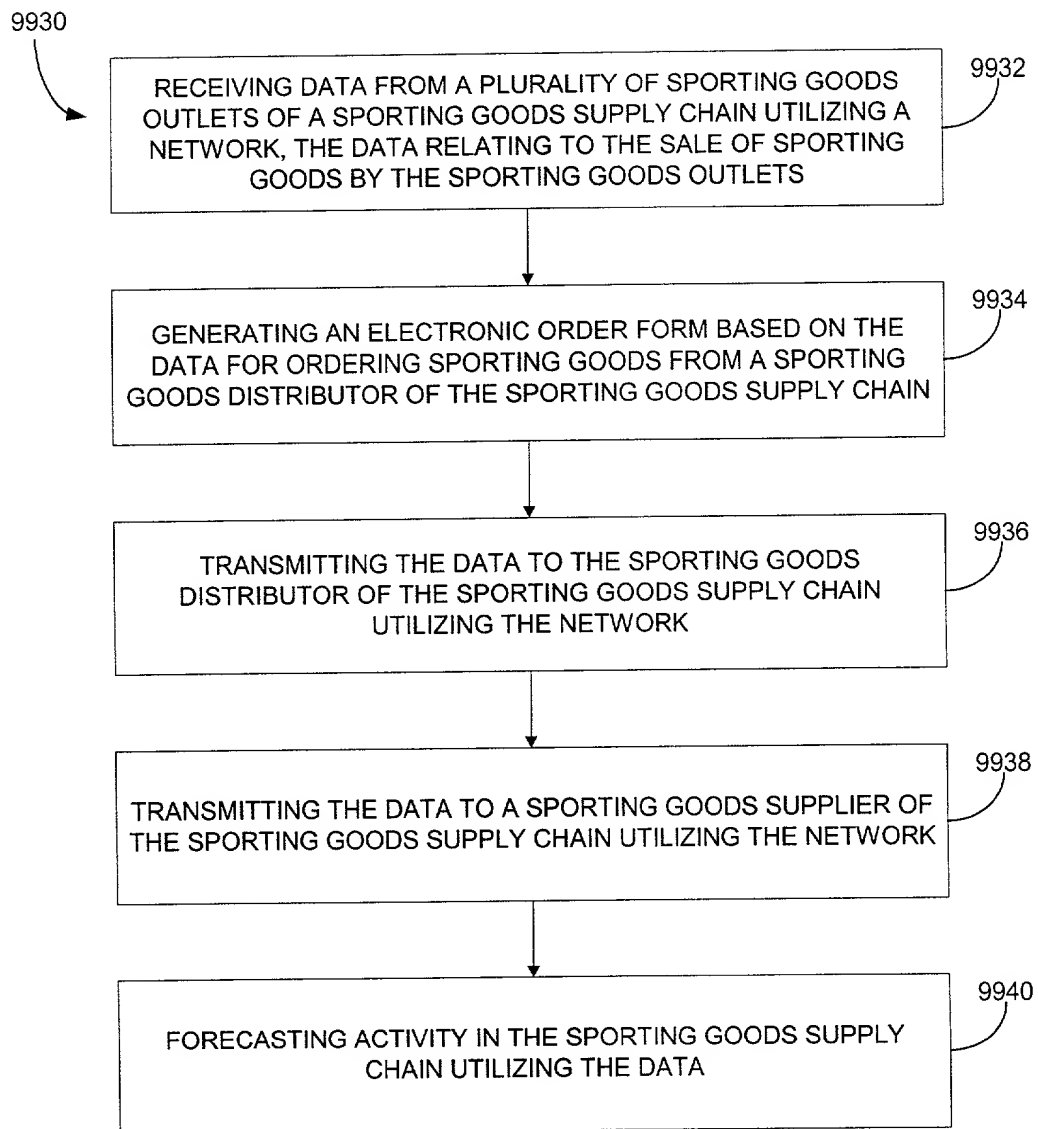 9930
9932
RECEIVING DATA FROM A PLURALITY OF SPORTING GOODS
OUTLETS OF A SPORTING GOODS SUPPLY CHAIN UTILIZING A
NETWORK, THE DATA RELATING TO THE SALE OF SPORTING
GOODS BY THE SPORTING GOODS OUTLETS
9934
GENERATING AN ELECTRONIC ORDER FORM BASED ON THE
DATA FOR ORDERING SPORTING GOODS FROM A SPORTING
GOODS DISTRIBUTOR OF THE SPORTING GOODS SUPPLY CHAIN
9936
TRANSMITTING THE DATA TO THE SPORTING GOODS
DISTRIBUTOR OF THE SPORTING GOODS SUPPLY CHAIN
UTILIZING THE NETWORK
9938
TRANSMITTING THE DATA TO A SPORTING GOODS SUPPLIER OF
THE SPORTING GOODS SUPPLY CHAIN UTILIZING THE NETWORK
9940
FORECASTING ACTIVITY IN THE SPORTING GOODS SUPPLY
CHAIN UTILIZING THE DATA